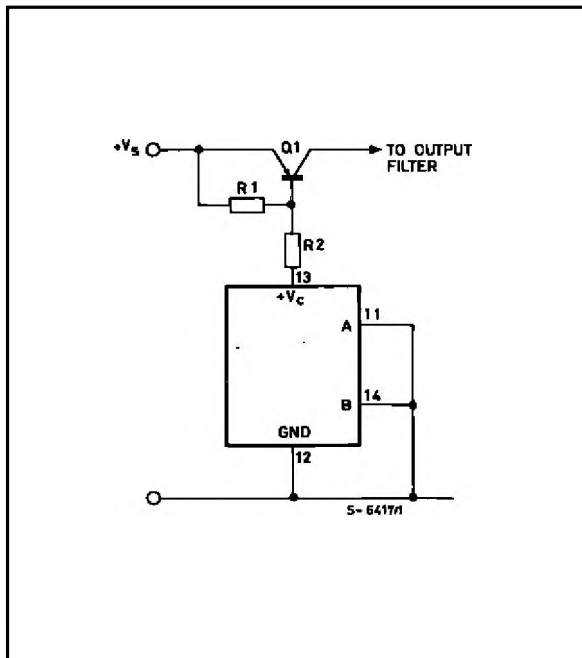 +Vs
Q1
TO OUTPUT
FILTER
R1
R2
13
+Vc
A
11
B
14
GND
12
S-6417/1